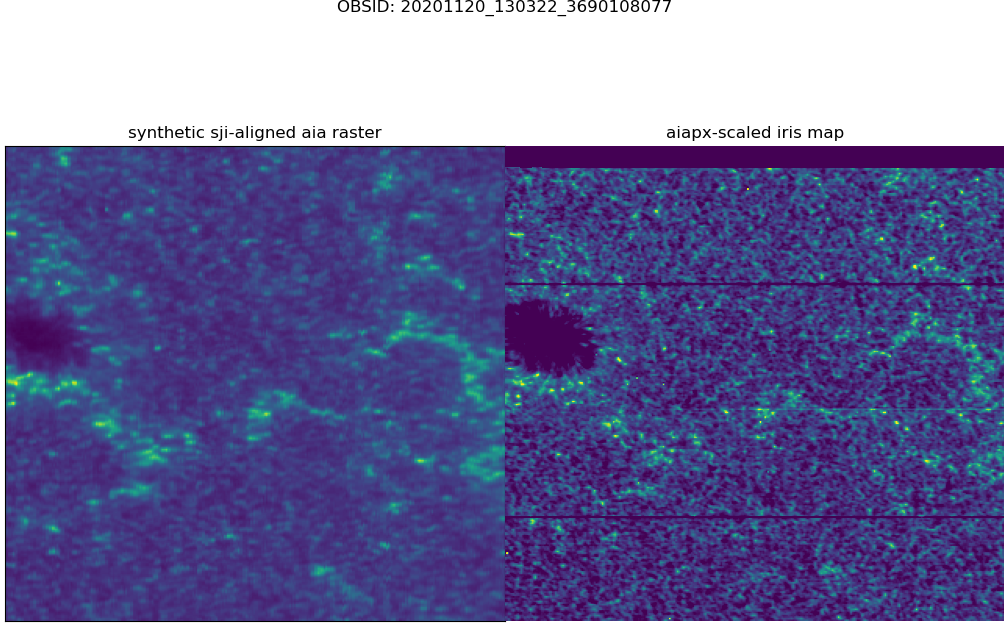 OBSID: 20201120_130322_3690108077
synthetic sji-aligned aia raster
aiapx-scaled iris map